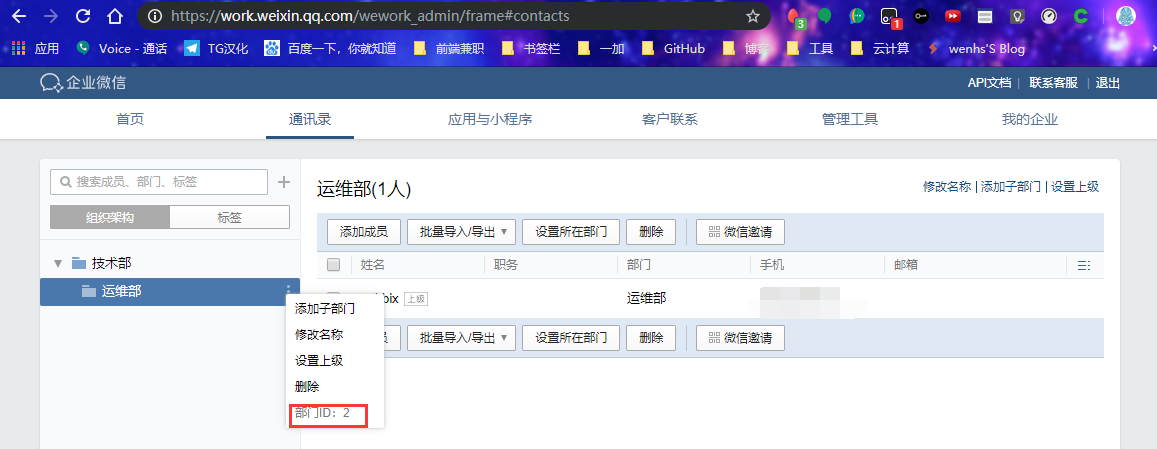 https://work.weixin.qq.com/wework_admin/frame#contacts
3
1
应用
Voice - 通话
TG汉化
百度一下，你就知道
前端兼职
书签栏
一加
GitHub
博客
工具
云计算
wenhs'S Blog
企业微信
API文档 | 联系客服 | 退出
首页
通讯录
应用与小程序
客户联系
管理工具
我的企业
搜索成员、部门、标签
组织架构
标签
技术部
运维部
运维部(1人)
修改名称 | 添加子部门 | 设置上级
添加成员
批量导入/导出
设置所在部门
删除
微信邀请
姓名
职务
部门
手机
邮箱
bix
上级
运维部
员
批量导入/导出
设置所在部门
删除
微信邀请
添加子部门
修改名称
设置上级
删除
部门ID：2